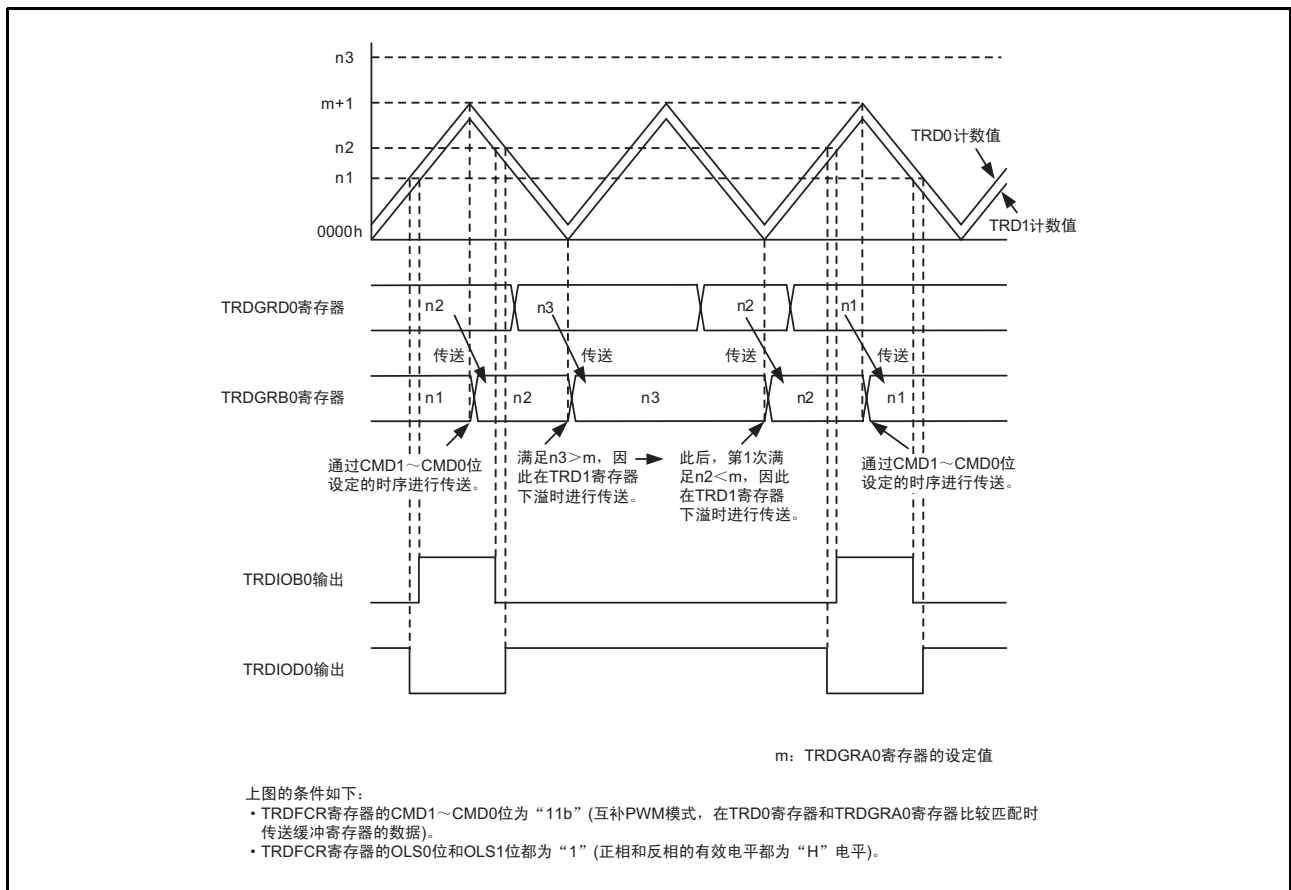 n3
m+1
n2
n1
0000h
TRD0计数值
TRD1计数值
TRDGRD0寄存器
n2
n3
n2
n1
传送
传送
传送
传送
TRDGRB0寄存器
n1
n2
n3
n2
n1
通过CMD1～CMD0位
设定的时序进行传送。
满足n3＞m，因
此在TRD1寄存器
下溢时进行传送。
此后，第1次满
足n2＜m，因此
在TRD1寄存器
下溢时进行传送。
通过CMD1～CMD0位
设定的时序进行传送。
TRDIOB0输出
TRDIOD0输出
m：TRDGRA0寄存器的设定值
上图的条件如下：
・TRDFCR寄存器的CMD1～CMD0位为“11b”(互补PWM模式，在TRD0寄存器和TRDGRA0寄存器比较匹配时
传送缓冲寄存器的数据)。
・TRDFCR寄存器的OLS0位和OLS1位都为“1”(正相和反相的有效电平都为“H”电平)。